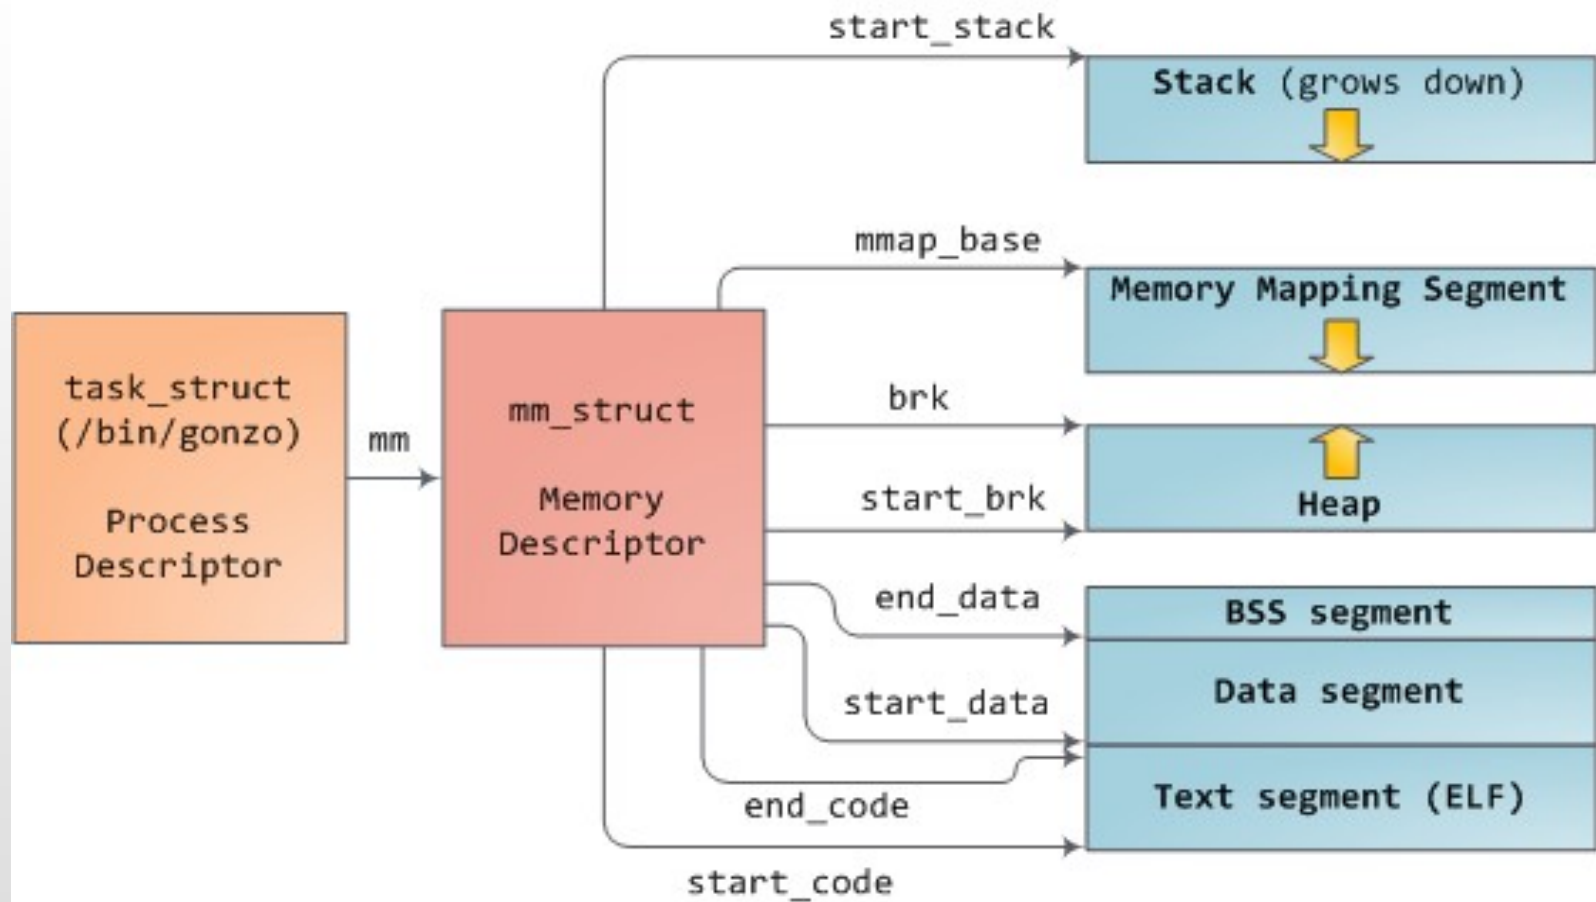 start_stack
Stack (grows down)
mmap_base
Memory Mapping Segment
task_struct
(/bin/gonzo)
Process
Descriptor
mm
mm_struct
Memory
Descriptor
brk
start_brk
Heap
end_data
BSS segment
start_data
Data segment
end_code
Text segment (ELF)
start_code